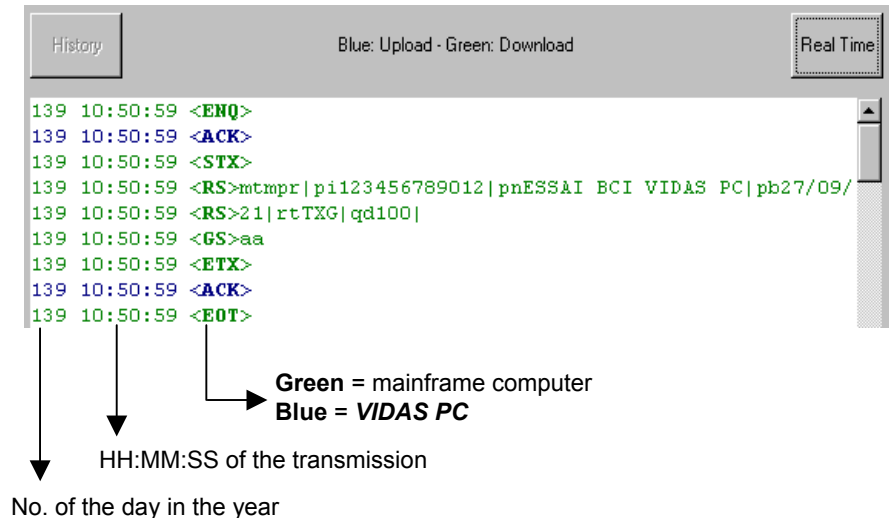 History Blue: Upload - Green: Download Real Time
139 10:50:59 <ENQ>
139 10:50:59 <ACK>
139 10:50:59 <STX>
139 10:50:59 <RS>mtmpr|pi123456789012|pnESSAI BCI VIDAS PC|pb27/09/
139 10:50:59 <RS>21|rtTXG|qd100|
139 10:50:59 <GS>aa
139 10:50:59 <ETX>
139 10:50:59 <ACK>
139 10:50:59 <EOT>
Green = mainframe computer
Blue = VIDAS PC
HH:MM:SS of the transmission
No. of the day in the year